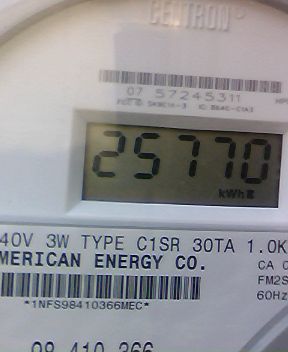 CENTRON®
07 57245311
25770
kWh
40V 3W TYPE C1SR 30TA 1.0K
MERICAN ENERGY CO.
CA 0
FM2S
60Hz
*1NFS98410366MEC*
98 410 366